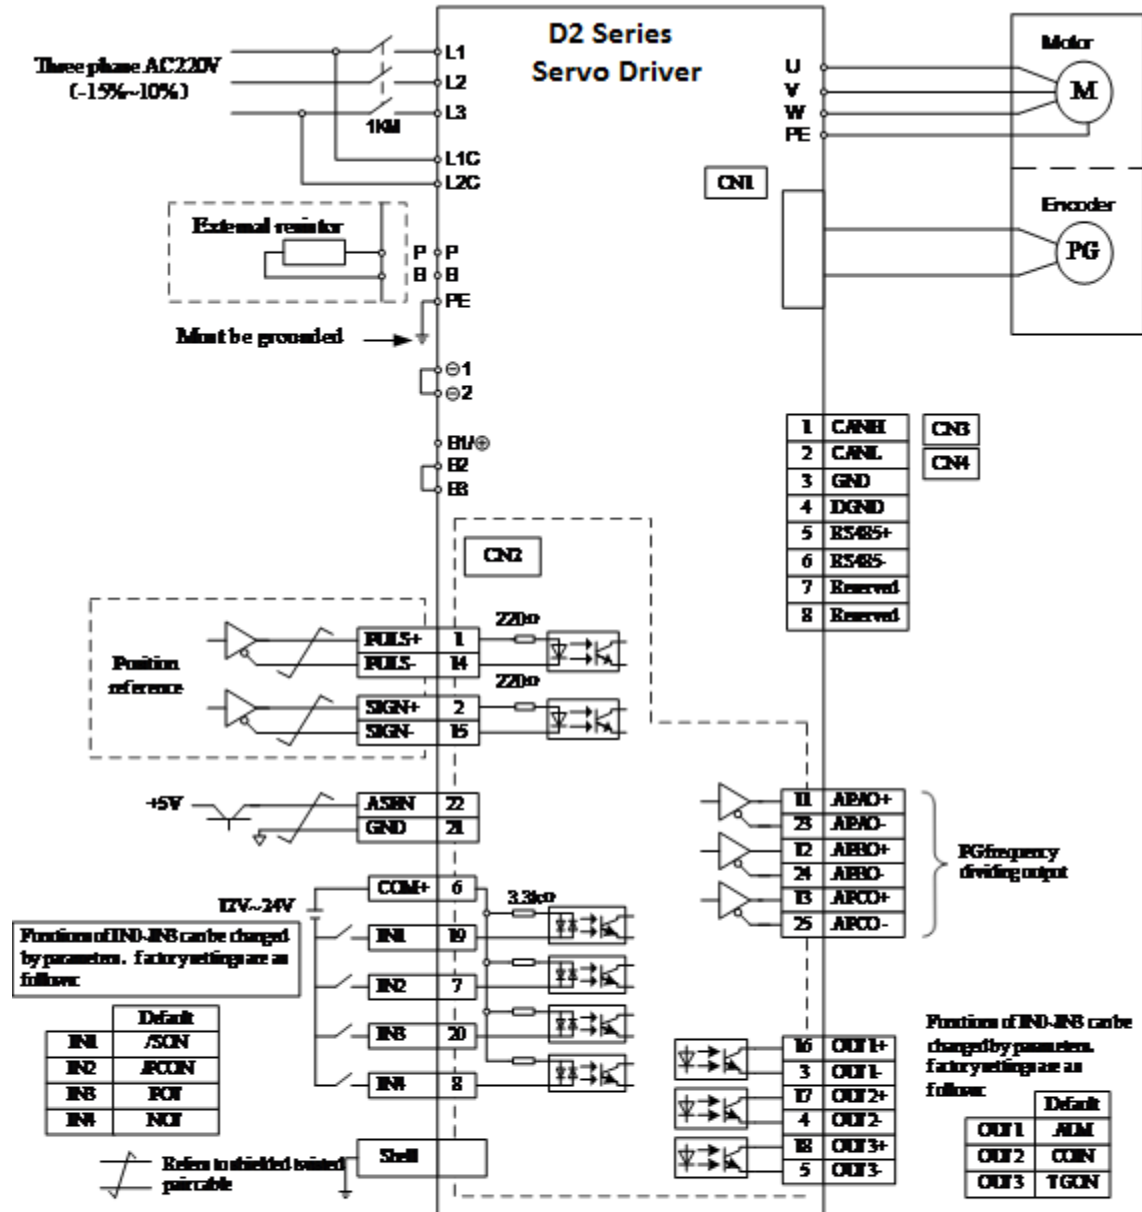 D2 Series
Servo Driver
Three phase AC220V
(-15%~10%)
1KM
L1
L2
L3
L1C
L2C
External resistor
P P
B B
PE
Must be grounded
⊖1
⊖2
B1/⊕
B2
B3
U
V
W
PE
Motor
M
CN1
Encoder
PG
1 CANH
2 CANL
3 GND
4 DGND
5 RS485+
6 RS485-
7 Reserved
8 Reserved
CN3
CN4
CN2
Position
reference
PULS+ 1
PULS- 14
220Ω
SIGN+ 2
SIGN- 15
220Ω
+5V
ASEN 22
GND 21
12V~24V
COM+ 6
3.3kΩ
IN1 19
IN2 7
IN3 20
IN4 8
Shell
Functions of IN0-IN3 can be changed
by parameters. factory settings are as
follows:
Default
IN1 /SON
IN2 /PCON
IN3 POT
IN4 NOT
Refers to shielded twisted
pair cable
11 APAO+
23 APAO-
12 APBO+
24 APBO-
13 APCO+
25 APCO-
PG frequency
dividing output
16 OUT1+
3 OUT1-
17 OUT2+
4 OUT2-
18 OUT3+
5 OUT3-
Functions of IN0-IN3 can be
changed by parameters.
factory settings are as
follows:
Default
OUT1 ALM
OUT2 COIN
OUT3 TGON